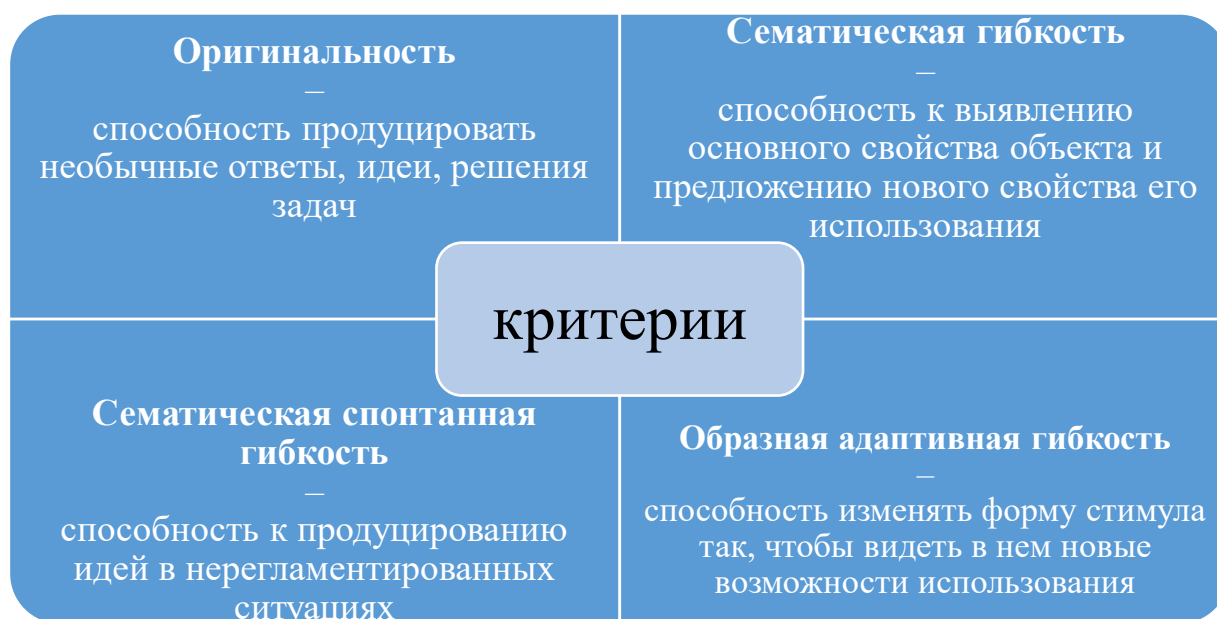 Оригинальность
–
способность продуцировать
необычные ответы, идеи, решения
задач
Сематическая гибкость
–
способность к выявлению
основного свойства объекта и
предложению нового свойства его
использования
критерии
Сематическая спонтанная
гибкость
–
способность к продуцированию
идей в нерегламентированных
ситуациях
Образная адаптивная гибкость
–
способность изменять форму стимула
так, чтобы видеть в нем новые
возможности использования